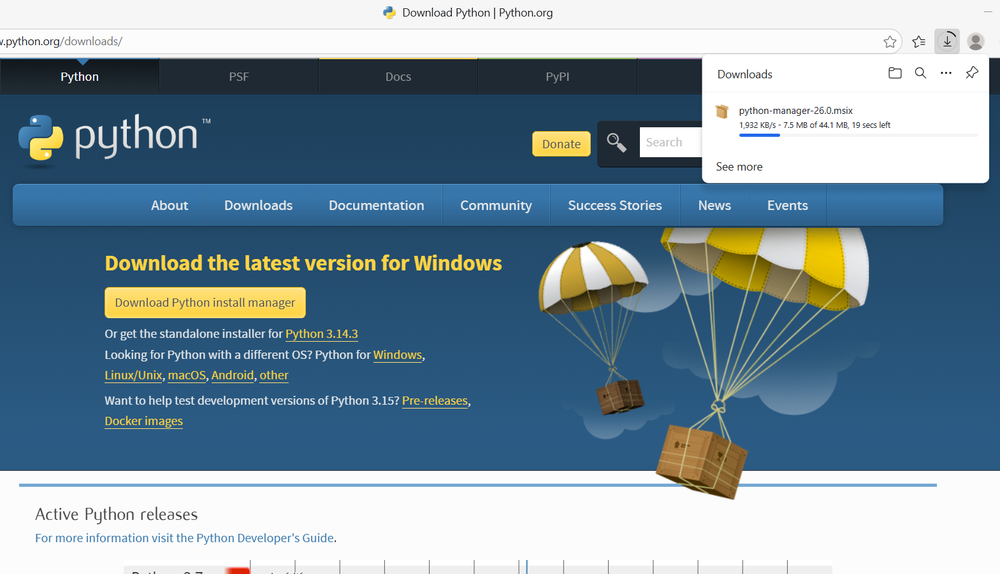 Download Python | Python.org
.python.org/downloads/
Python
PSF
Docs
PyPI
Downloads
python-manager-26.0.msix
1,932 KB/s - 7.5 MB of 44.1 MB, 19 secs left
See more
python™
Donate
Search
About
Downloads
Documentation
Community
Success Stories
News
Events
Download the latest version for Windows
Download Python install manager
Or get the standalone installer for Python 3.14.3
Looking for Python with a different OS? Python for Windows,
Linux/Unix, macOS, Android, other
Want to help test development versions of Python 3.15? Pre-releases,
Docker images
Active Python releases
For more information visit the Python Developer's Guide.